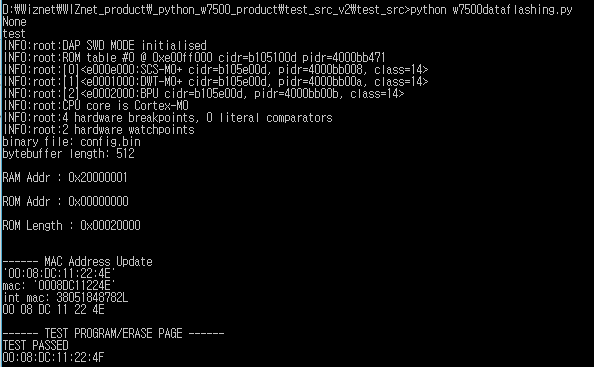 D:₩Wiznet₩WIZnet_product₩_python_w7500_product₩test_src_v2₩test_src>python w7500dataflashing.py
None
test
INFO:root:DAP SWD MODE initialised
INFO:root:ROM table #0 @ 0xe00ff000 cidr=b105100d pidr=4000bb471
INFO:root:[0]<e000e000:SCS-M0+ cidr=b105e00d, pidr=4000bb008, class=14>
INFO:root:[1]<e0001000:DWT-M0+ cidr=b105e00d, pidr=4000bb00a, class=14>
INFO:root:[2]<e0002000:BPU cidr=b105e00d, pidr=4000bb00b, class=14>
INFO:root:CPU core is Cortex-M0
INFO:root:4 hardware breakpoints, 0 literal comparators
INFO:root:2 hardware watchpoints
binary file: config.bin
bytebuffer length: 512
RAM Addr : 0x20000001
ROM Addr : 0x00000000
ROM Length : 0x00020000
------ MAC Address Update
'00:08:DC:11:22:4E'
mac: '0008DC11224E'
int mac: 38051848782L
00 08 DC 11 22 4E
------ TEST PROGRAM/ERASE PAGE ------
TEST PASSED
00:08:DC:11:22:4F